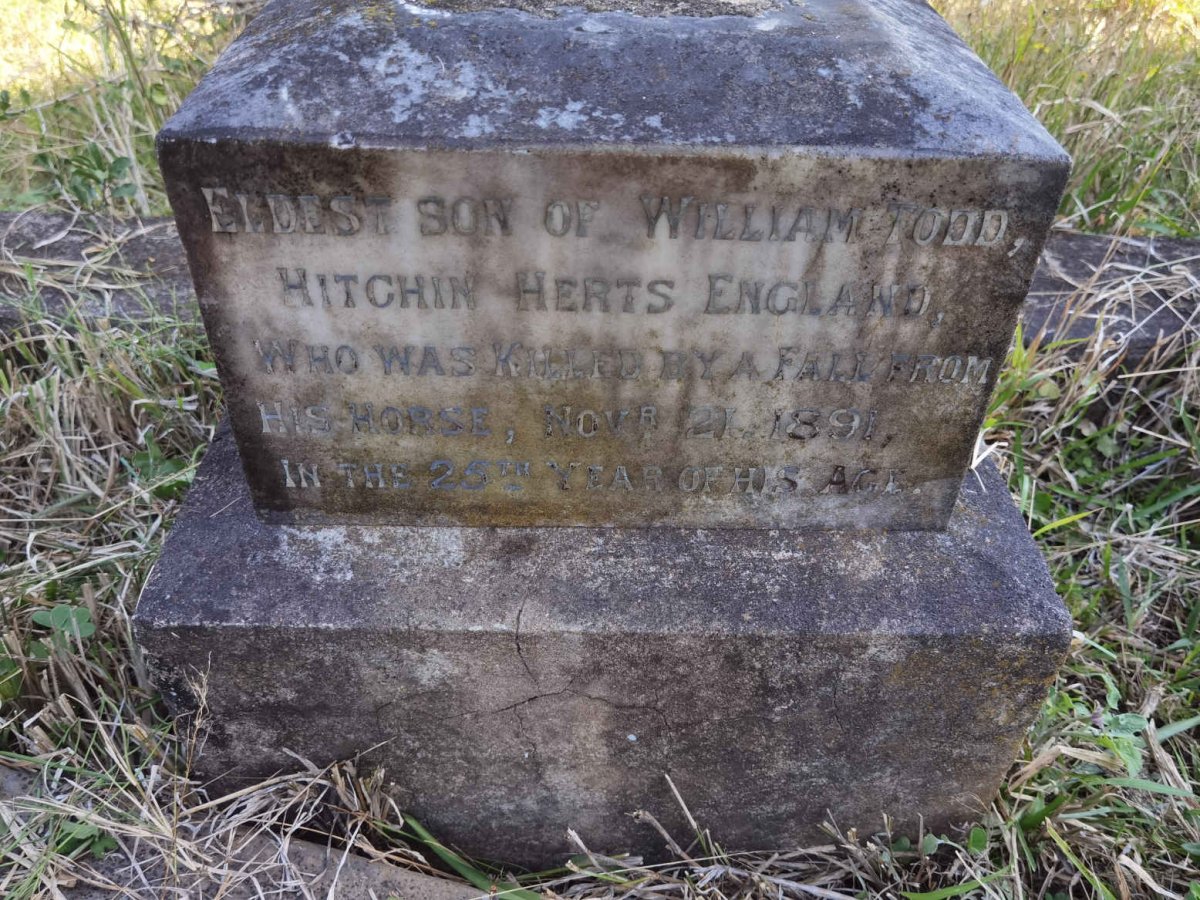 ELDEST SON OF WILLIAM TODD,
HITCHIN HERTS ENGLAND,
WHO WAS KILLED BY A FALL FROM
HIS HORSE, NOVR 21, 1891,
IN THE 25TH YEAR OF HIS AGE.